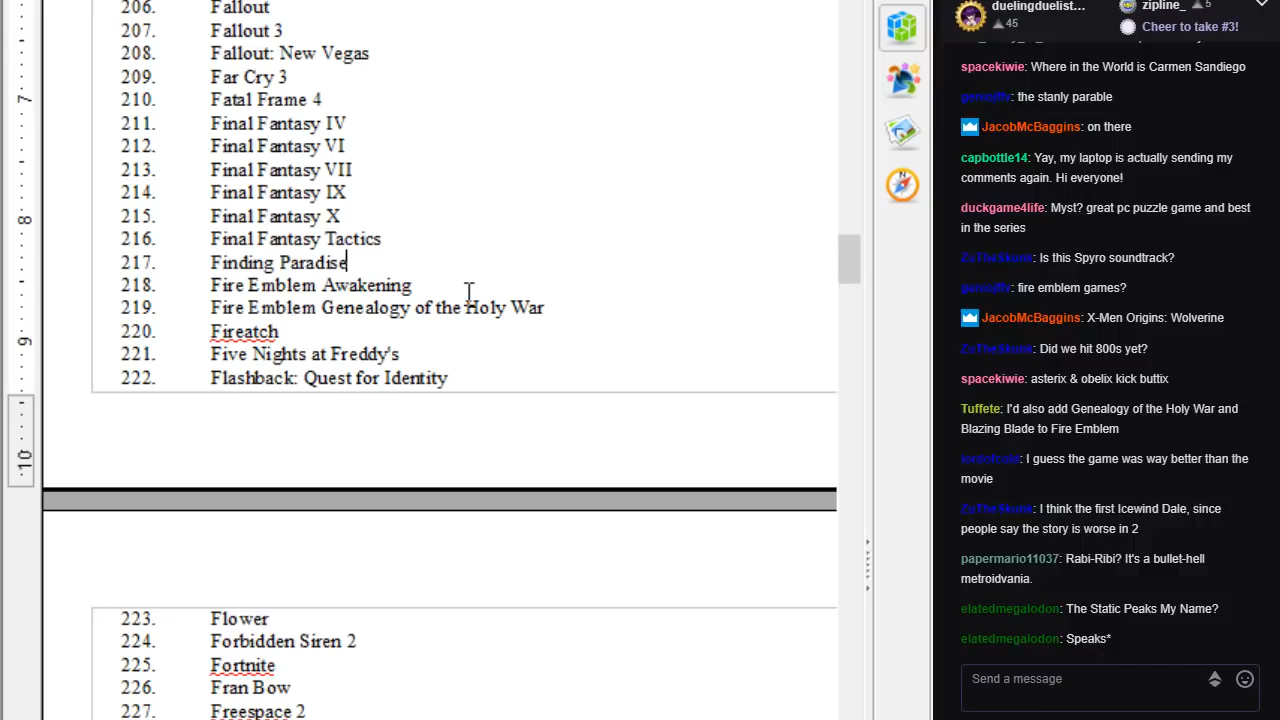 206. Fallout
207. Fallout 3
208. Fallout: New Vegas
209. Far Cry 3
210. Fatal Frame 4
211. Final Fantasy IV
212. Final Fantasy VI
213. Final Fantasy VII
214. Final Fantasy IX
215. Final Fantasy X
216. Final Fantasy Tactics
217. Finding Paradise
218. Fire Emblem Awakening
219. Fire Emblem Genealogy of the Holy War
220. Fireatch
221. Five Nights at Freddy's
222. Flashback: Quest for Identity
223. Flower
224. Forbidden Siren 2
225. Fortnite
226. Fran Bow
227. Freespace 2
7
8
9
10
duelingduelist...
45
zipline_ 5
Cheer to take #3!
spacekiwie: Where in the World is Carmen Sandiego
: the stanly parable
JacobMcBaggins: on there
capbottle14: Yay, my laptop is actually sending my
comments again. Hi everyone!
duckgame4life: Myst? great pc puzzle game and best
in the series
ZuTheSkunk: Is this Spyro soundtrack?
: fire emblem games?
JacobMcBaggins: X-Men Origins: Wolverine
ZuTheSkunk: Did we hit 800s yet?
spacekiwie: asterix & obelix kick buttix
Tuffete: I'd also add Genealogy of the Holy War and
Blazing Blade to Fire Emblem
lordofcold: I guess the game was way better than the
movie
ZuTheSkunk: I think the first Icewind Dale, since
people say the story is worse in 2
papermario11037: Rabi-Ribi? It's a bullet-hell
metroidvania.
elatedmegalodon: The Static Peaks My Name?
elatedmegalodon: Speaks*
Send a message